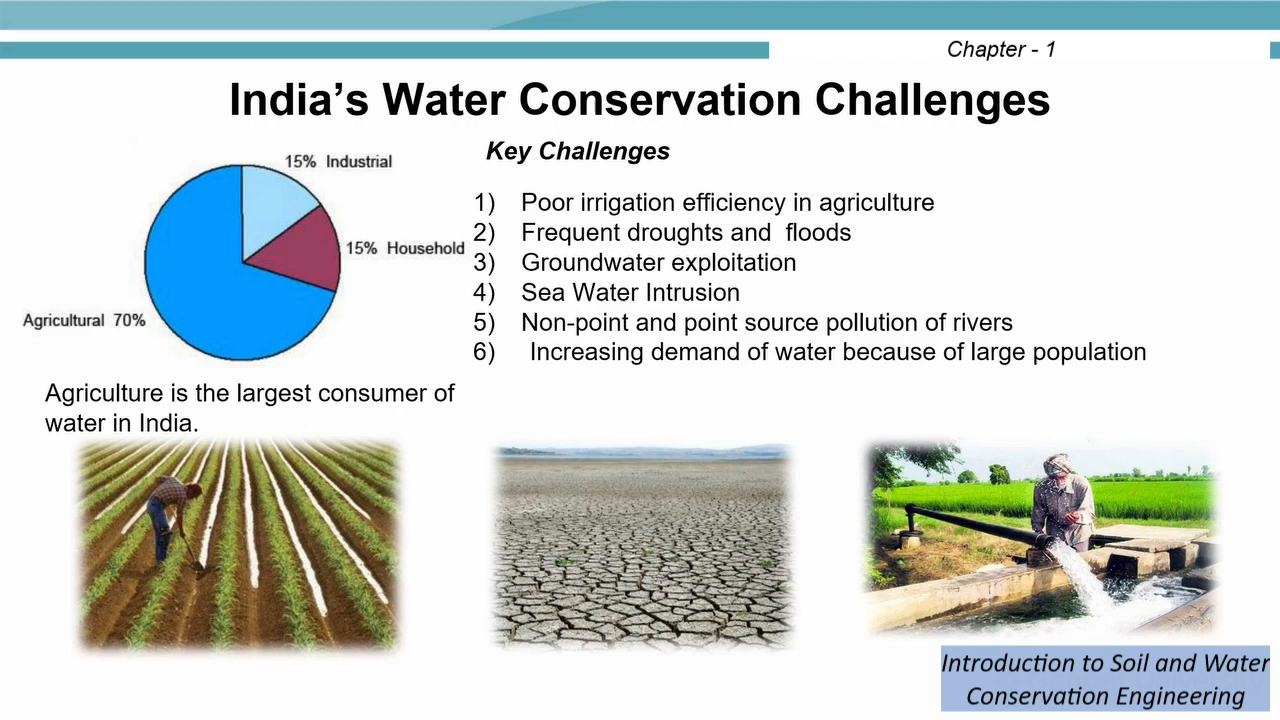 Chapter - 1
India’s Water Conservation Challenges
15% Industrial
15% Household
Agricultural 70%
Agriculture is the largest consumer of
water in India.
Key Challenges
1) Poor irrigation efficiency in agriculture
2) Frequent droughts and floods
3) Groundwater exploitation
4) Sea Water Intrusion
5) Non-point and point source pollution of rivers
6) Increasing demand of water because of large population
Introduction to Soil and Water
Conservation Engineering